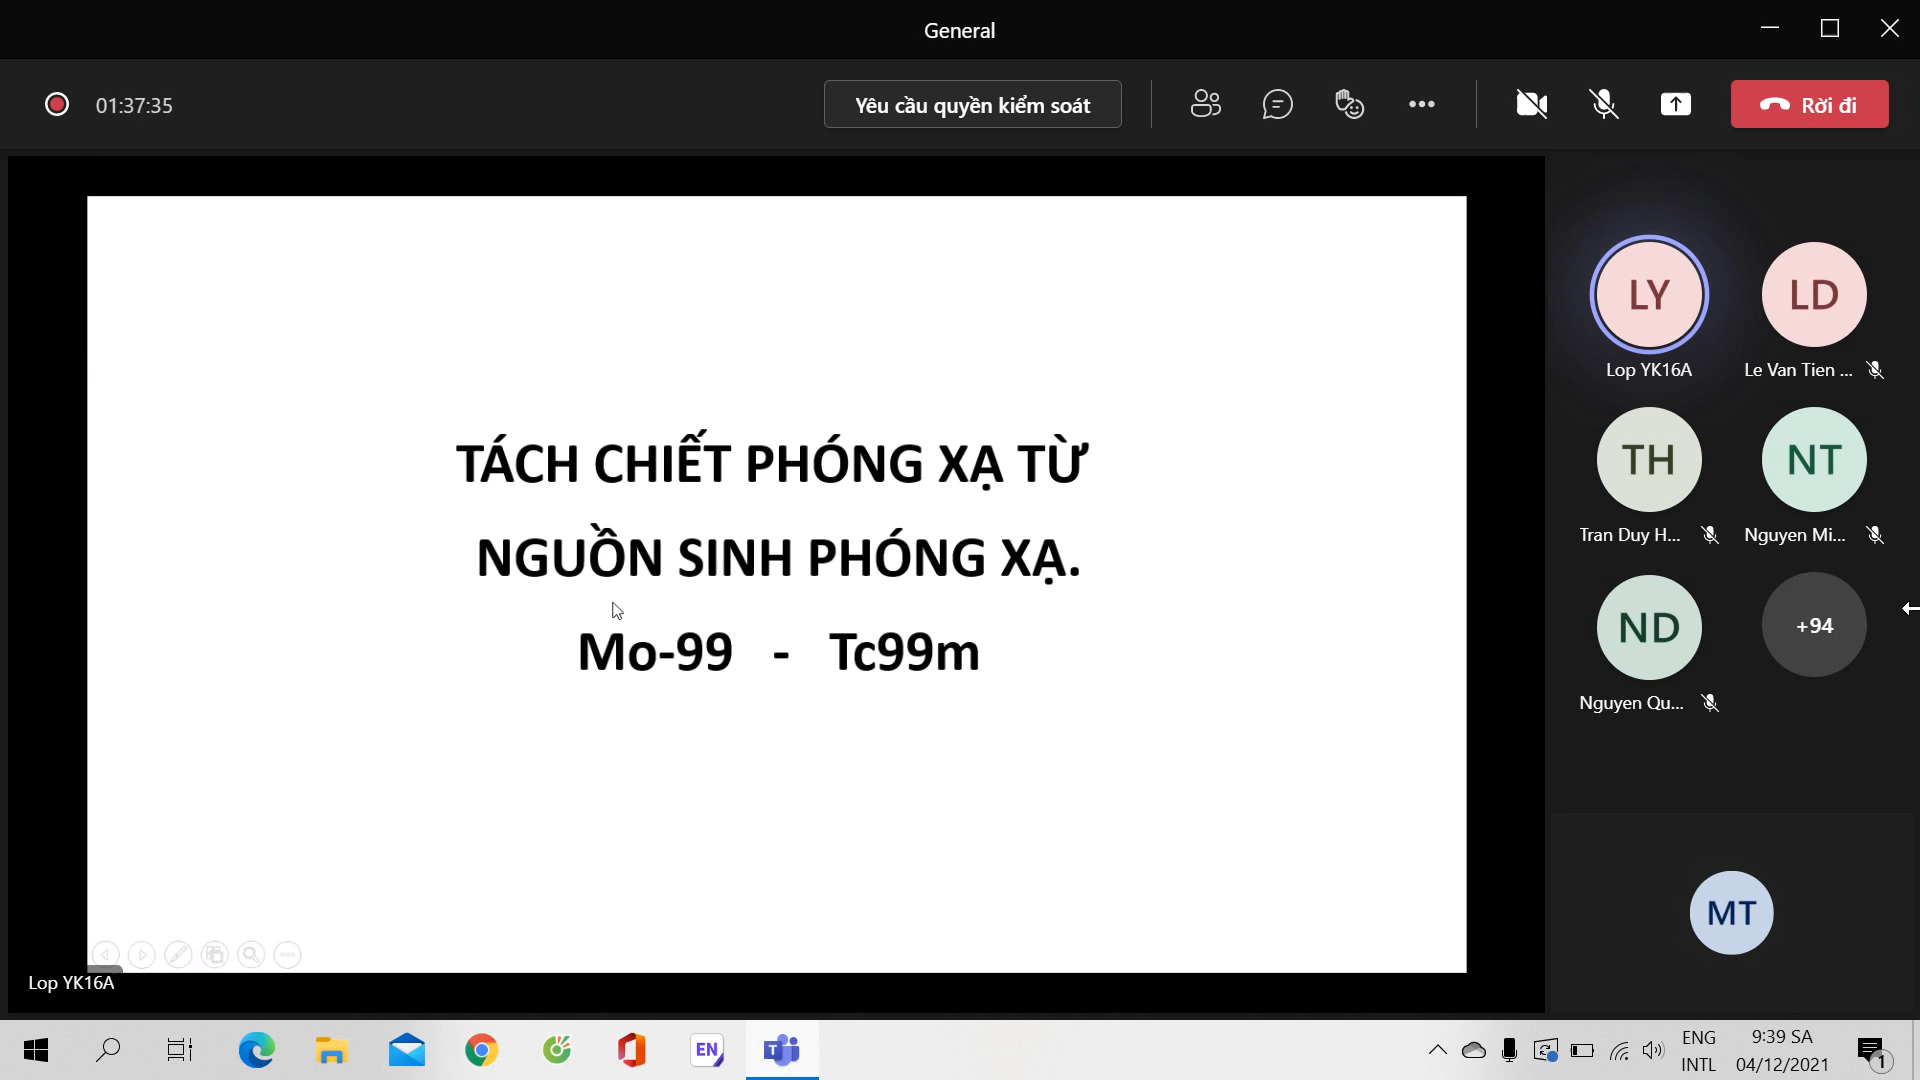 General
01:37:35
Yêu cầu quyền kiểm soát
Rời đi
TÁCH CHIẾT PHÓNG XẠ TỪ
NGUỒN SINH PHÓNG XẠ.
Mo-99 - Tc99m
Lop YK16A
LY
LD
Lop YK16A
Le Van Tien ...
TH
NT
Tran Duy H...
Nguyen Mi...
ND
+94
Nguyen Qu...
MT
EN
T
ENG
INTL
9:39 SA
04/12/2021
1